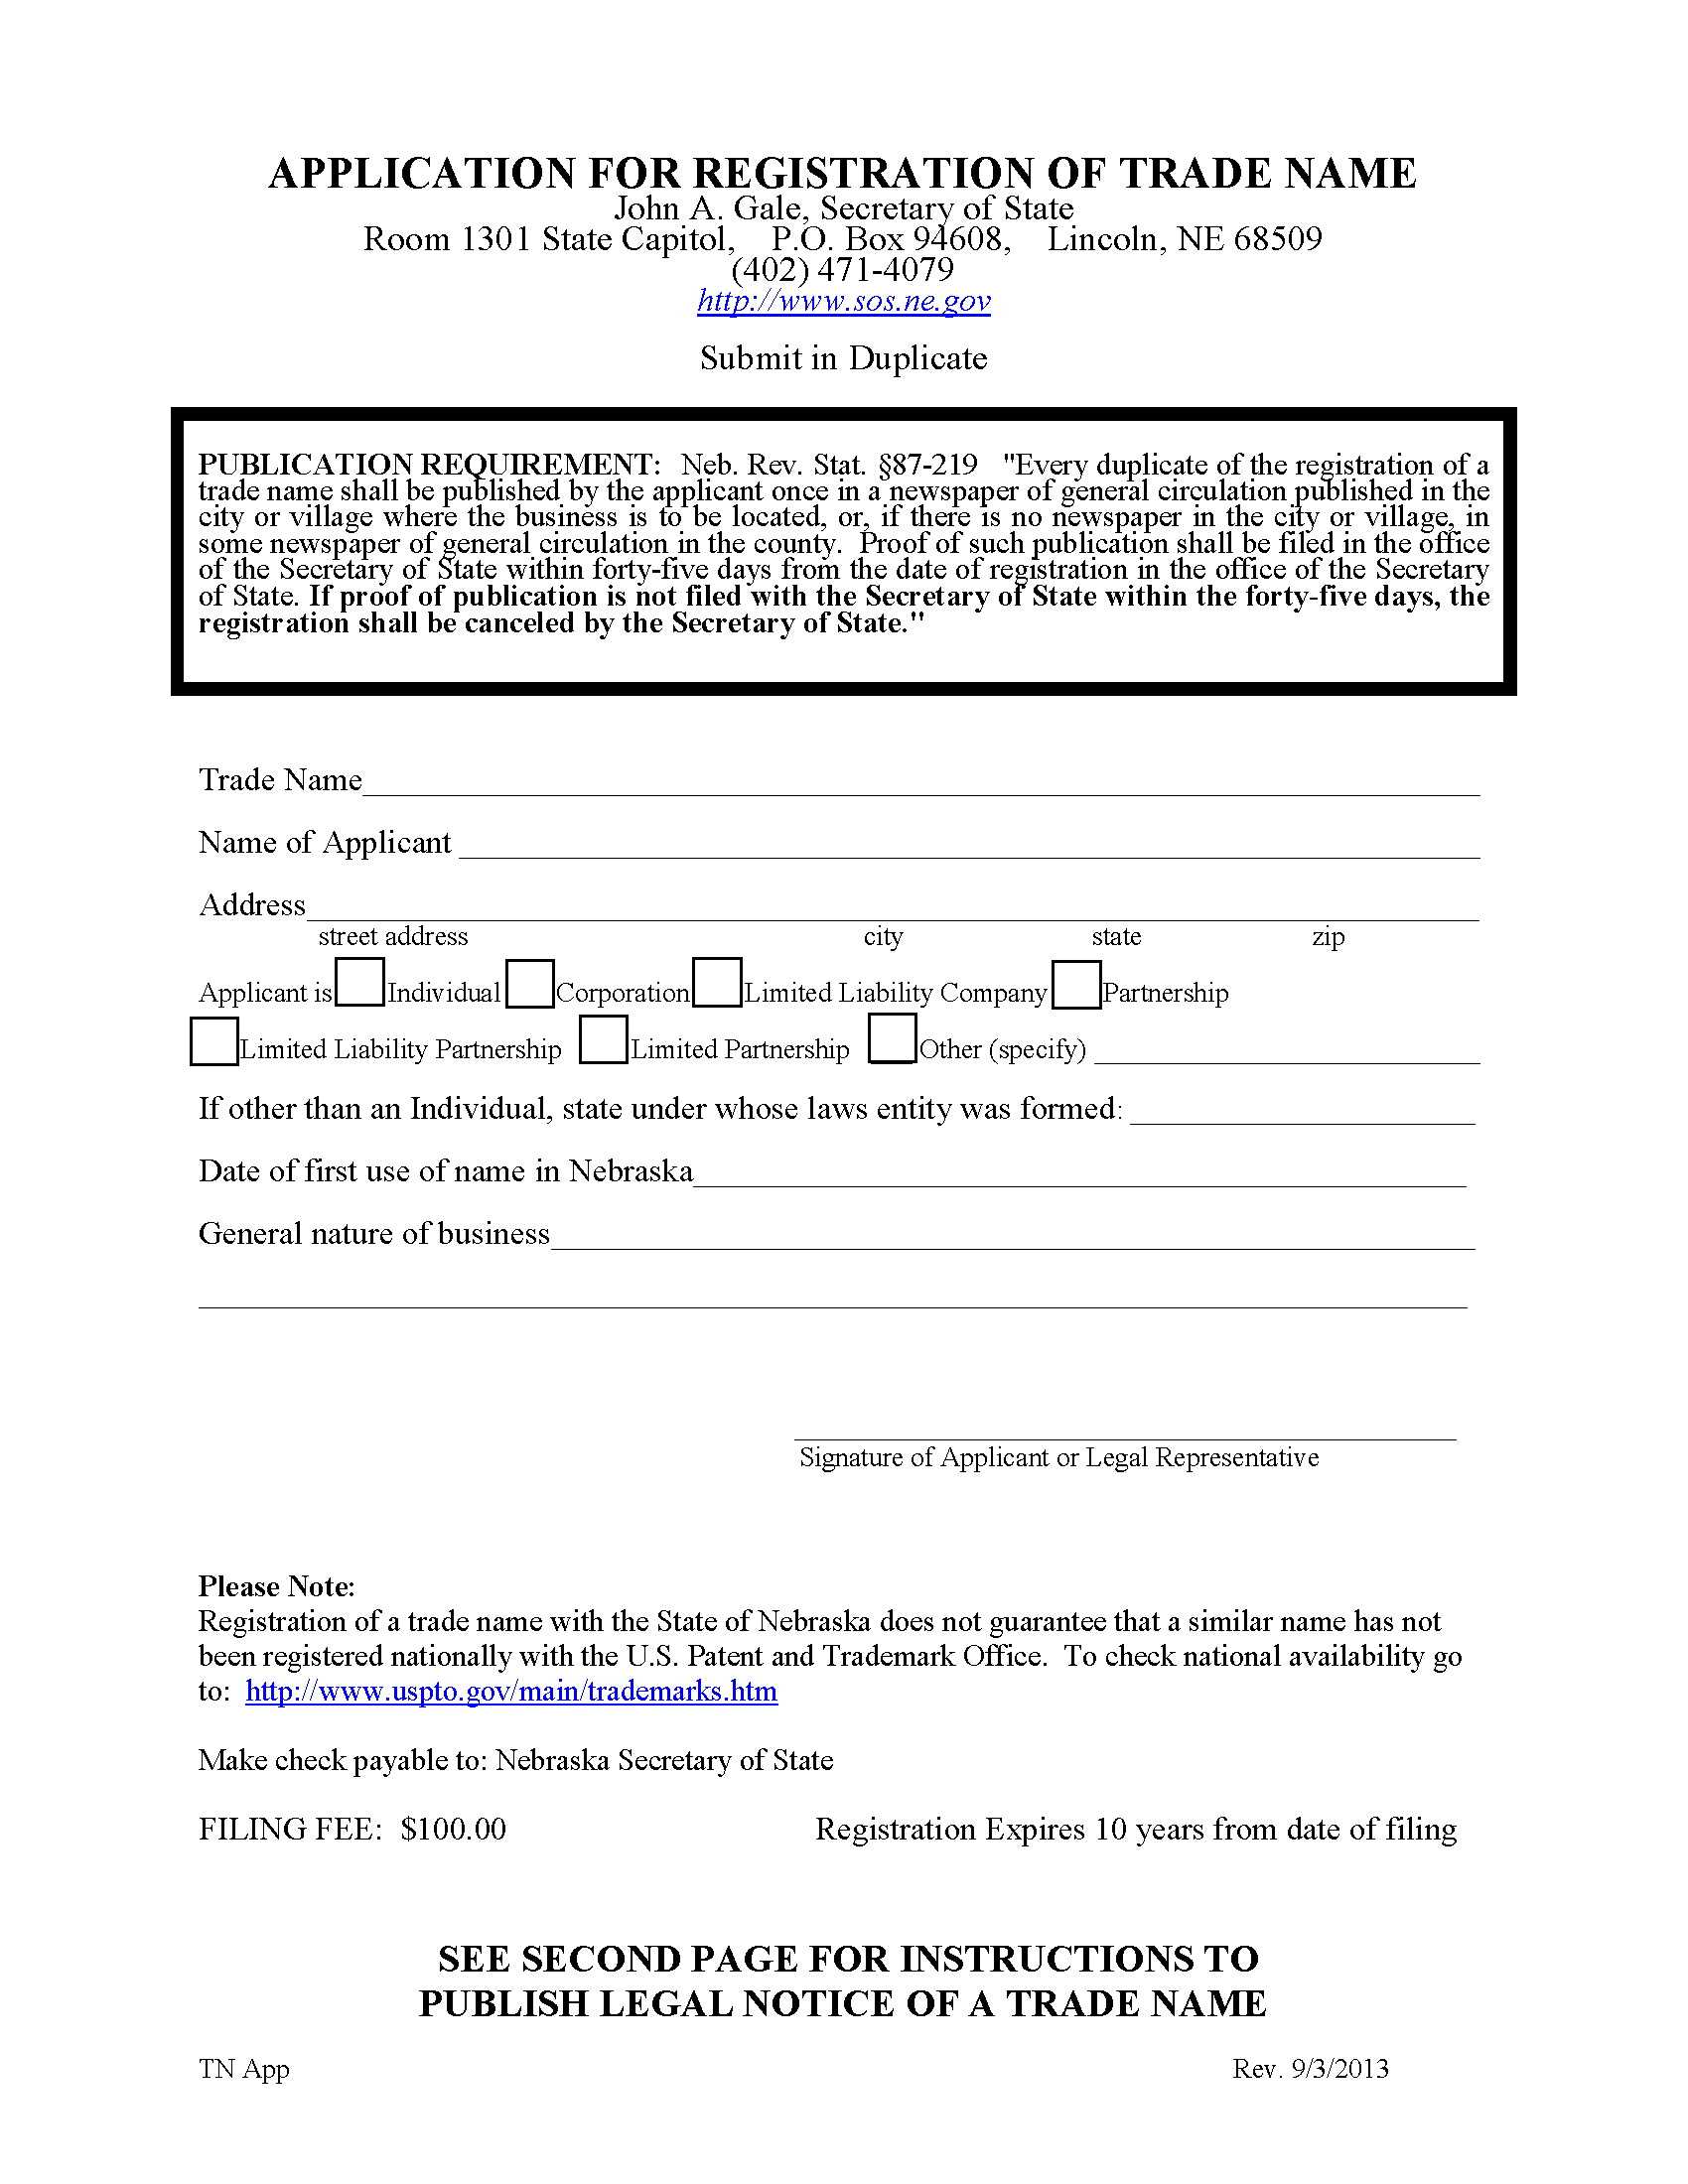 APPLICATION FOR REGISTRATION OF TRADE NAME
John A. Gale, Secretary of State
Room 1301 State Capitol, P.O. Box 94608, Lincoln, NE 68509
(402) 471-4079
http://www.sos.ne.gov
Submit in Duplicate
PUBLICATION REQUIREMENT: Neb. Rev. Stat. §87-219 "Every duplicate of the registration of a
trade name shall be published by the applicant once in a newspaper of general circulation published in the
city or village where the business is to be located, or, if there is no newspaper in the city or village, in
some newspaper of general circulation in the county. Proof of such publication shall be filed in the office
of the Secretary of State within forty-five days from the date of registration in the office of the Secretary
of State. If proof of publication is not filed with the Secretary of State within the forty-five days, the
registration shall be canceled by the Secretary of State."
Trade Name
Name of Applicant
Address
street address city state zip
Applicant is Individual Corporation Limited Liability Company Partnership
Limited Liability Partnership Limited Partnership Other (specify)
If other than an Individual, state under whose laws entity was formed:
Date of first use of name in Nebraska
General nature of business
Signature of Applicant or Legal Representative
Please Note:
Registration of a trade name with the State of Nebraska does not guarantee that a similar name has not
been registered nationally with the U.S. Patent and Trademark Office. To check national availability go
to: http://www.uspto.gov/main/trademarks.htm
Make check payable to: Nebraska Secretary of State
FILING FEE: $100.00 Registration Expires 10 years from date of filing
SEE SECOND PAGE FOR INSTRUCTIONS TO
PUBLISH LEGAL NOTICE OF A TRADE NAME
TN App Rev. 9/3/2013